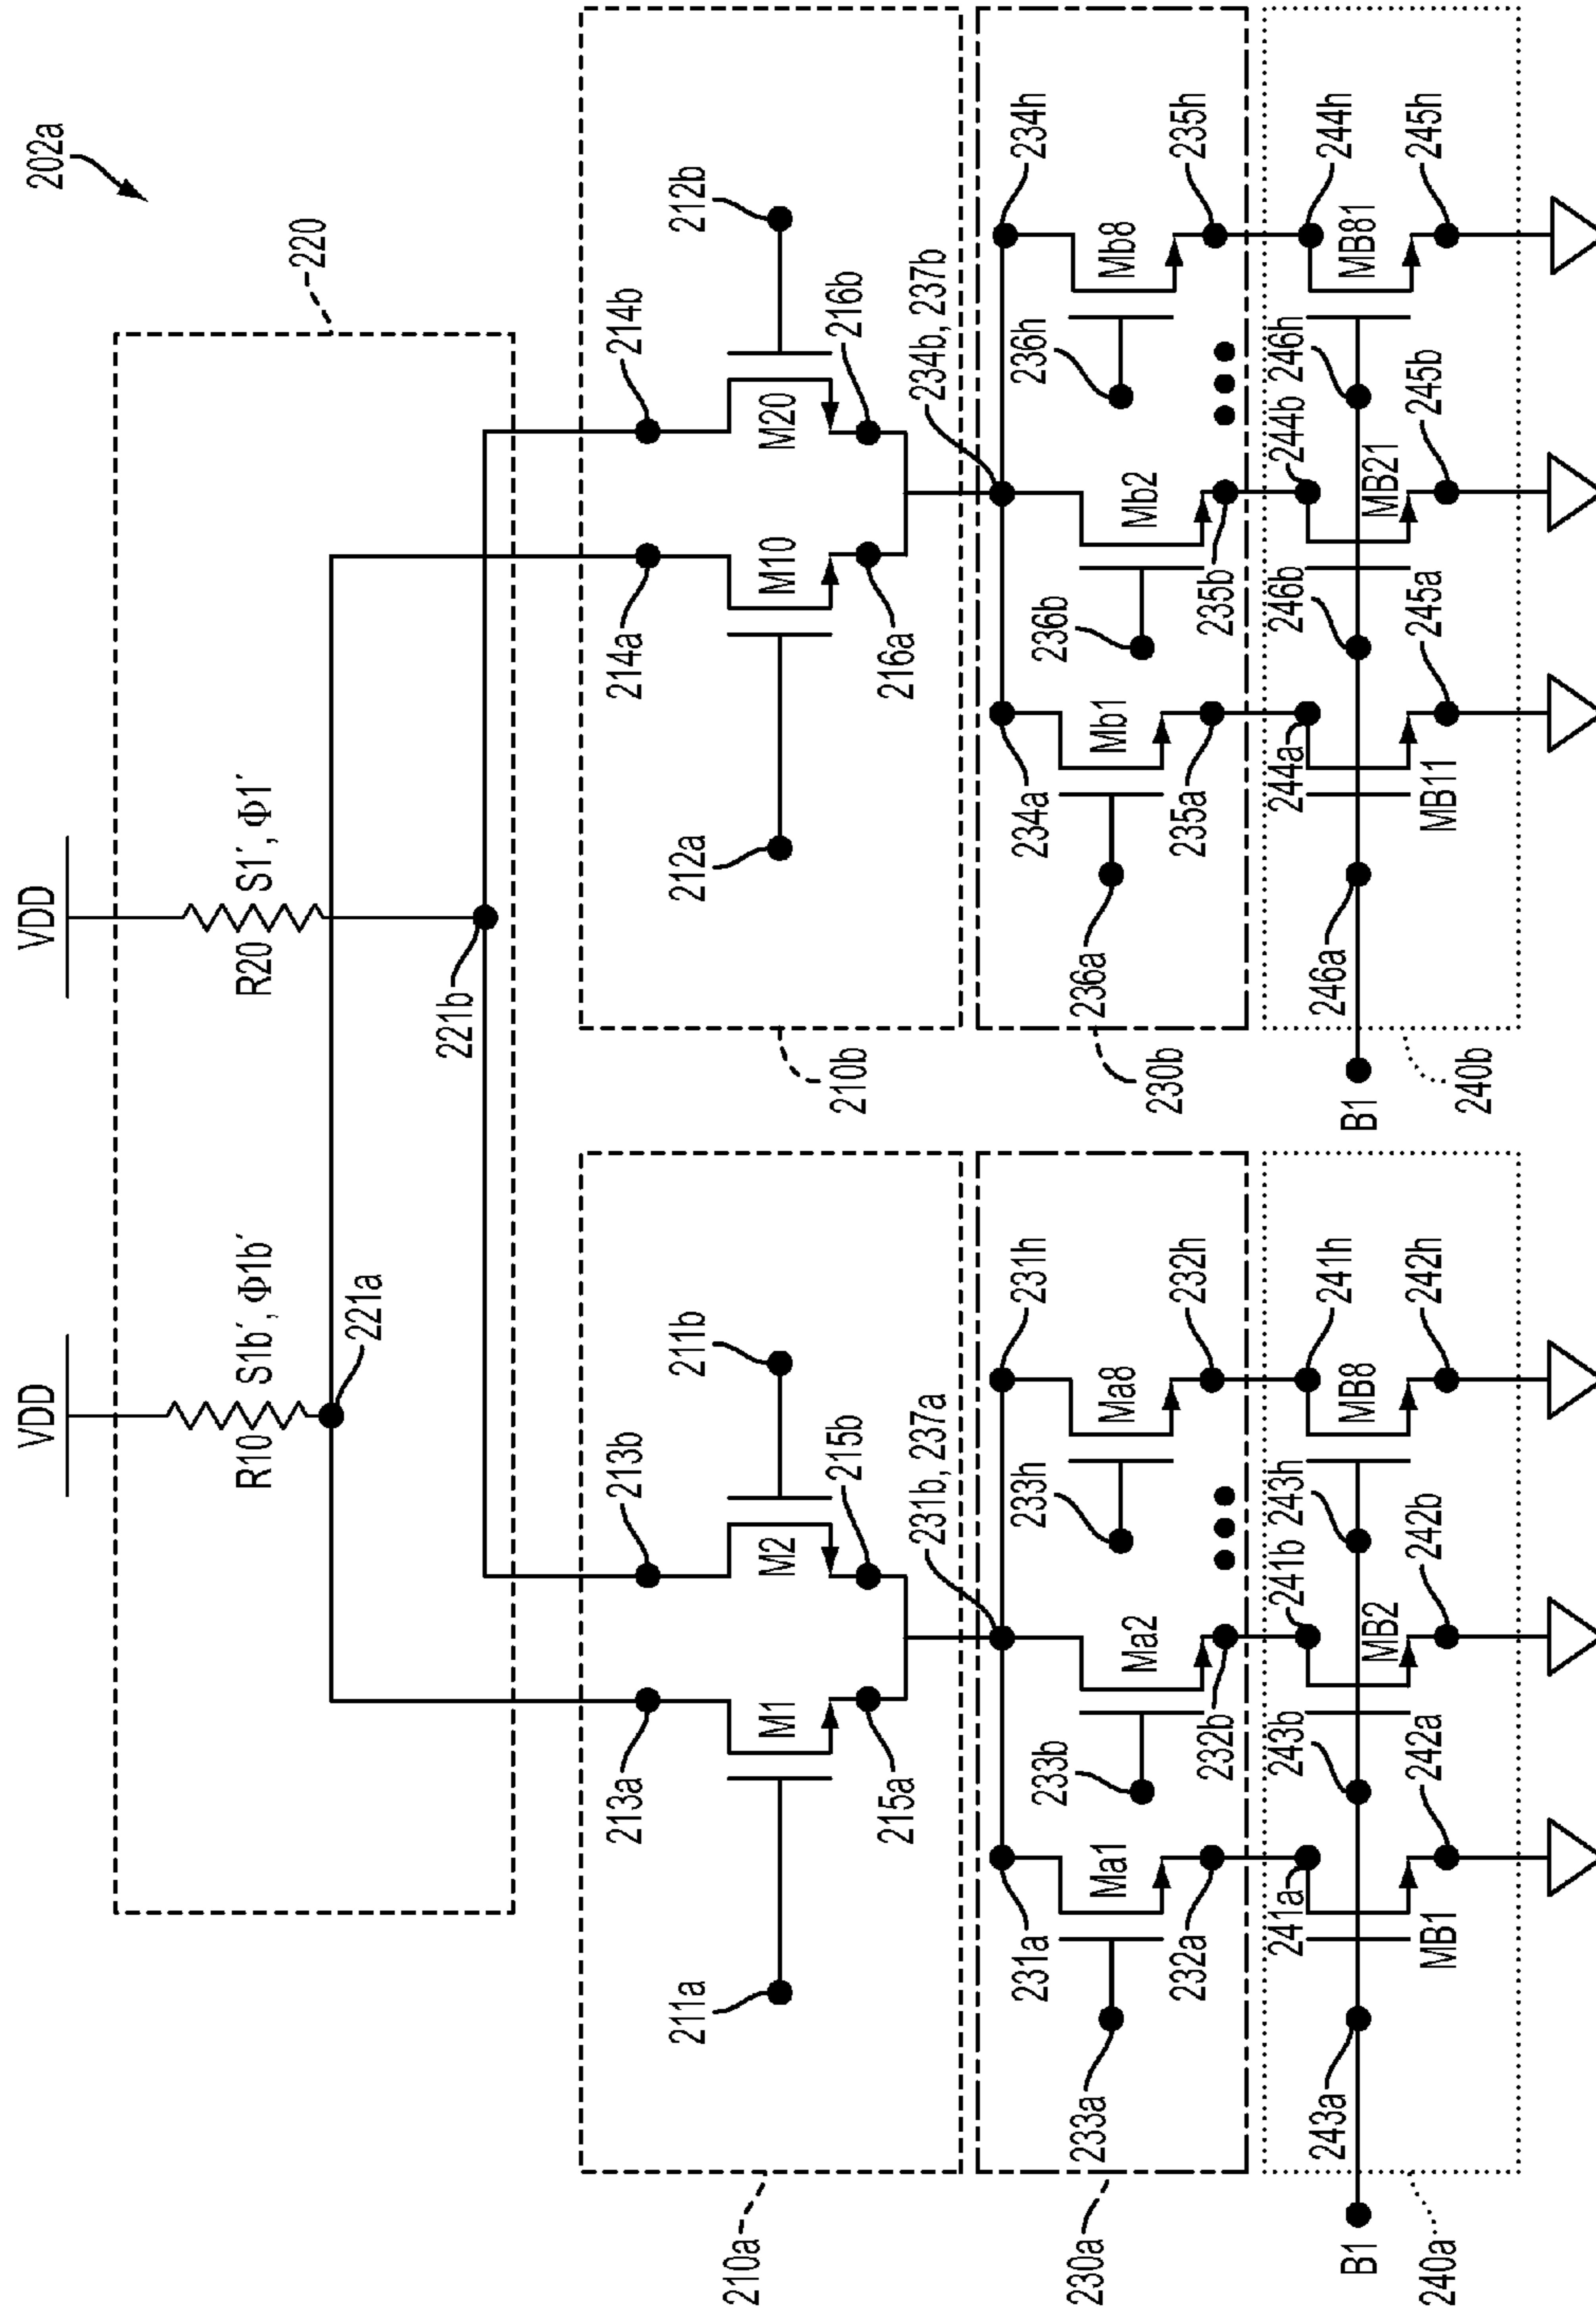 202a
VDD
VDD
R10
S1b′, Φ1b′
R20
S1′, Φ1′
220
221a
221b
213a
213b
214a
214b
211a
M1
M2
211b
212a
M10
M20
212b
215a
215b
216a
216b
210a
210b
231b, 237a
234b, 237b
231a
231h
234a
234h
233a
Ma1
233b
Ma2
233h
Ma8
236a
Mb1
236b
Mb2
236h
Mb8
232a
232b
232h
235a
235b
235h
230a
230b
241a
241b
241h
244a
244b
244h
243a
243b
243h
246a
246b
246h
MB1
MB2
MB8
MB11
MB21
MB81
242a
242b
242h
245a
245b
245h
B1
B1
240a
240b